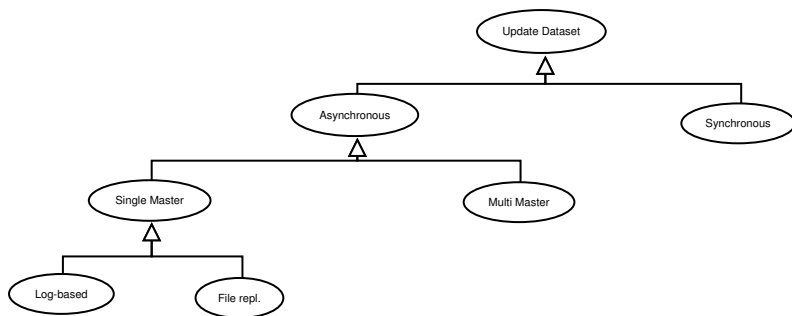 Update Dataset
Asynchronous
Synchronous
Single Master
Multi Master
Log-based
File repl.